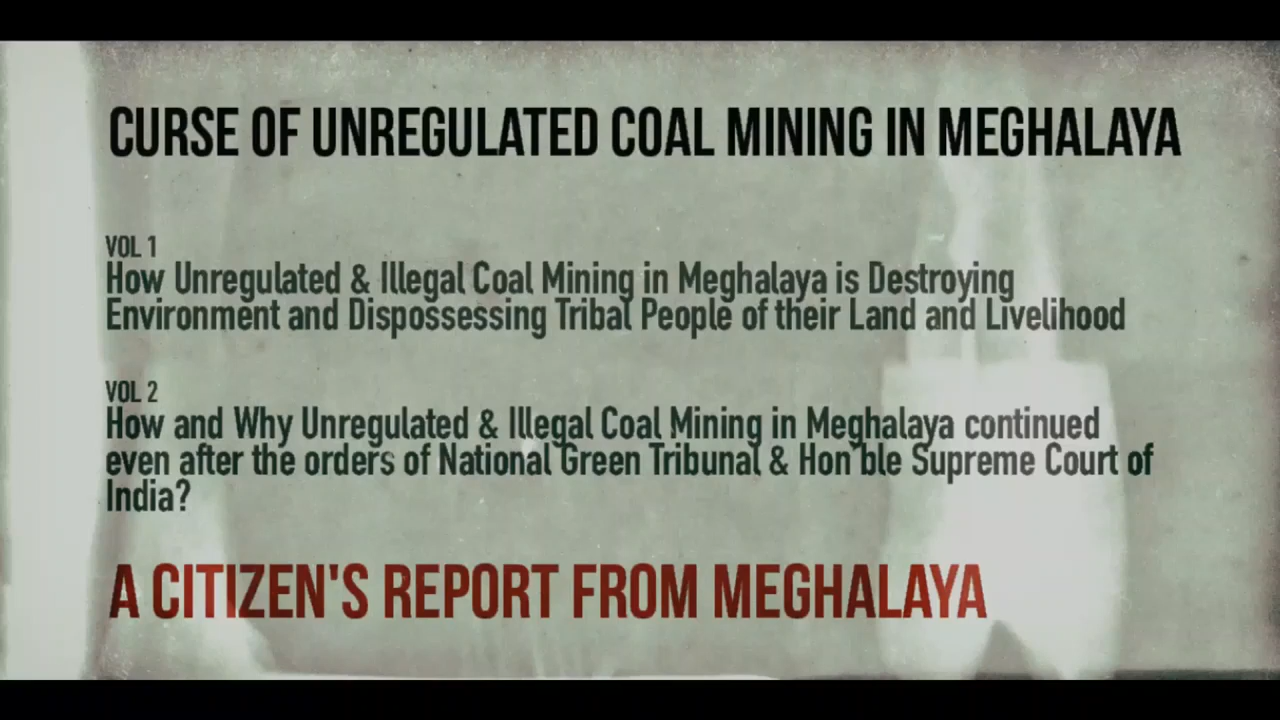 CURSE OF UNREGULATED COAL MINING IN MEGHALAYA
VOL 1
How Unregulated & Illegal Coal Mining in Meghalaya is Destroying
Environment and Dispossessing Tribal People of their Land and Livelihood
VOL 2
How and Why Unregulated & Illegal Coal Mining in Meghalaya continued
even after the orders of National Green Tribunal & Hon'ble Supreme Court of
India?
A CITIZEN'S REPORT FROM MEGHALAYA